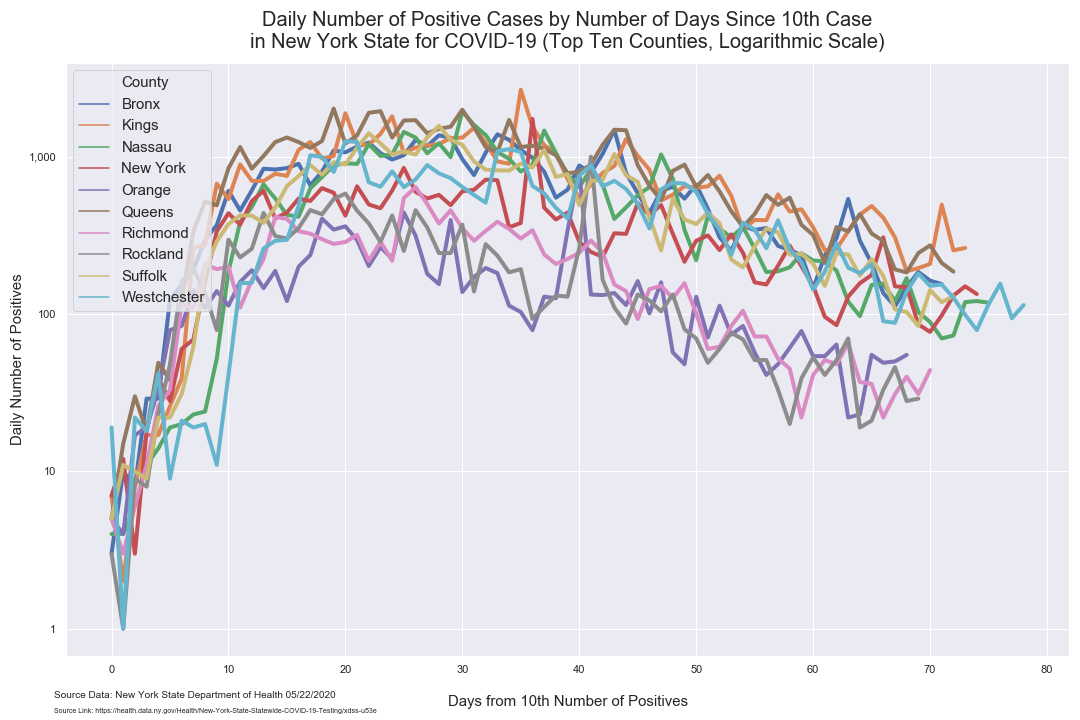 Daily Number of Positive Cases by Number of Days Since 10th Case
in New York State for COVID-19 (Top Ten Counties, Logarithmic Scale)
County
Bronx
Kings
Nassau
New York
Orange
Queens
Richmond
Rockland
Suffolk
Westchester
Daily Number of Positives
1,000
100
10
1
0 10 20 30 40 50 60 70 80
Days from 10th Number of Positives
Source Data: New York State Department of Health 05/22/2020
Source Link: https://health.data.ny.gov/Health/New-York-State-Statewide-COVID-19-Testing/xdss-u53e